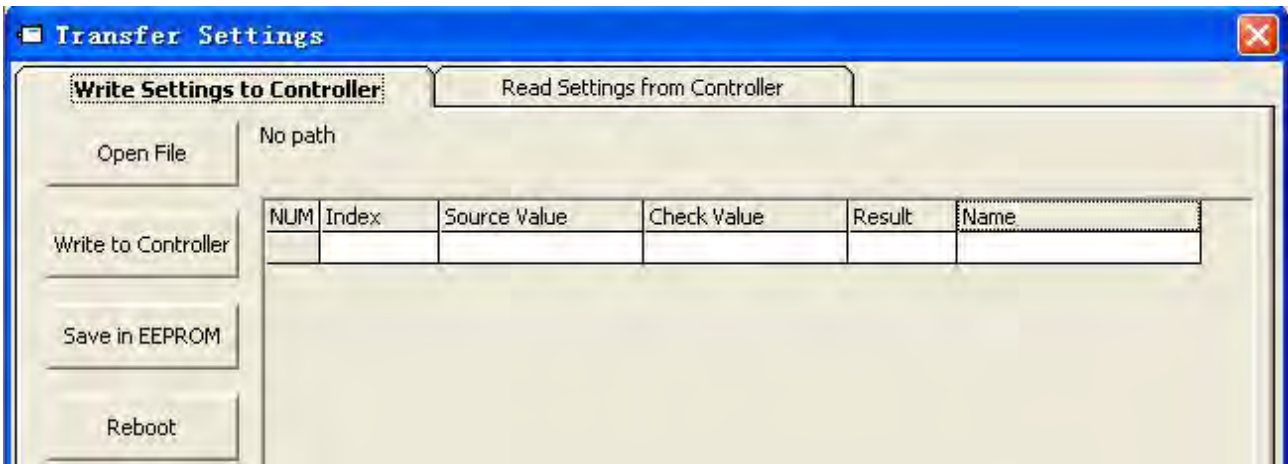 Transfer Settings
Write Settings to Controller
Read Settings from Controller
Open File
No path
NUM Index Source Value Check Value Result Name
Write to Controller
Save in EEPROM
Reboot